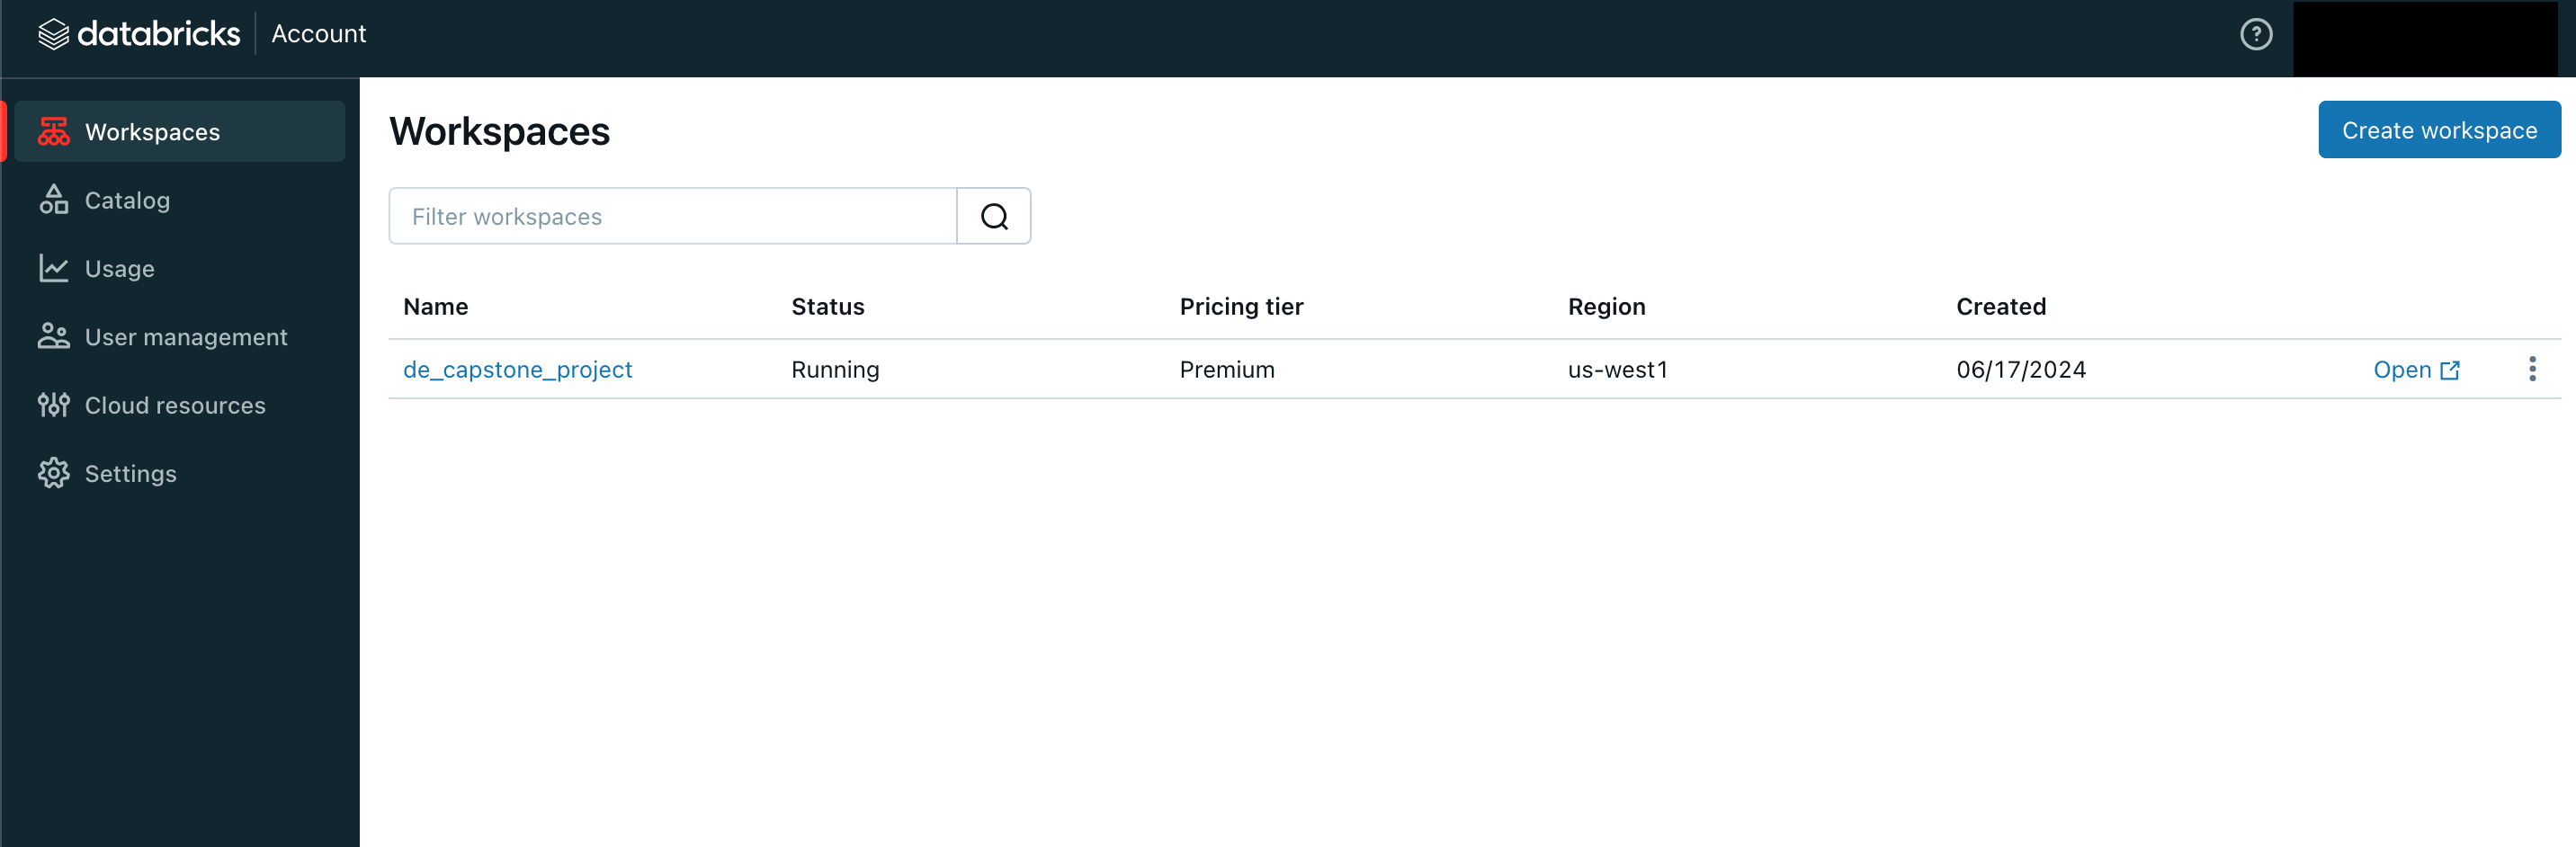 databricks Account
?
Workspaces
Catalog
Usage
User management
Cloud resources
Settings
Workspaces
Create workspace
Filter workspaces
Name Status Pricing tier Region Created
de_capstone_project Running Premium us-west1 06/17/2024 Open